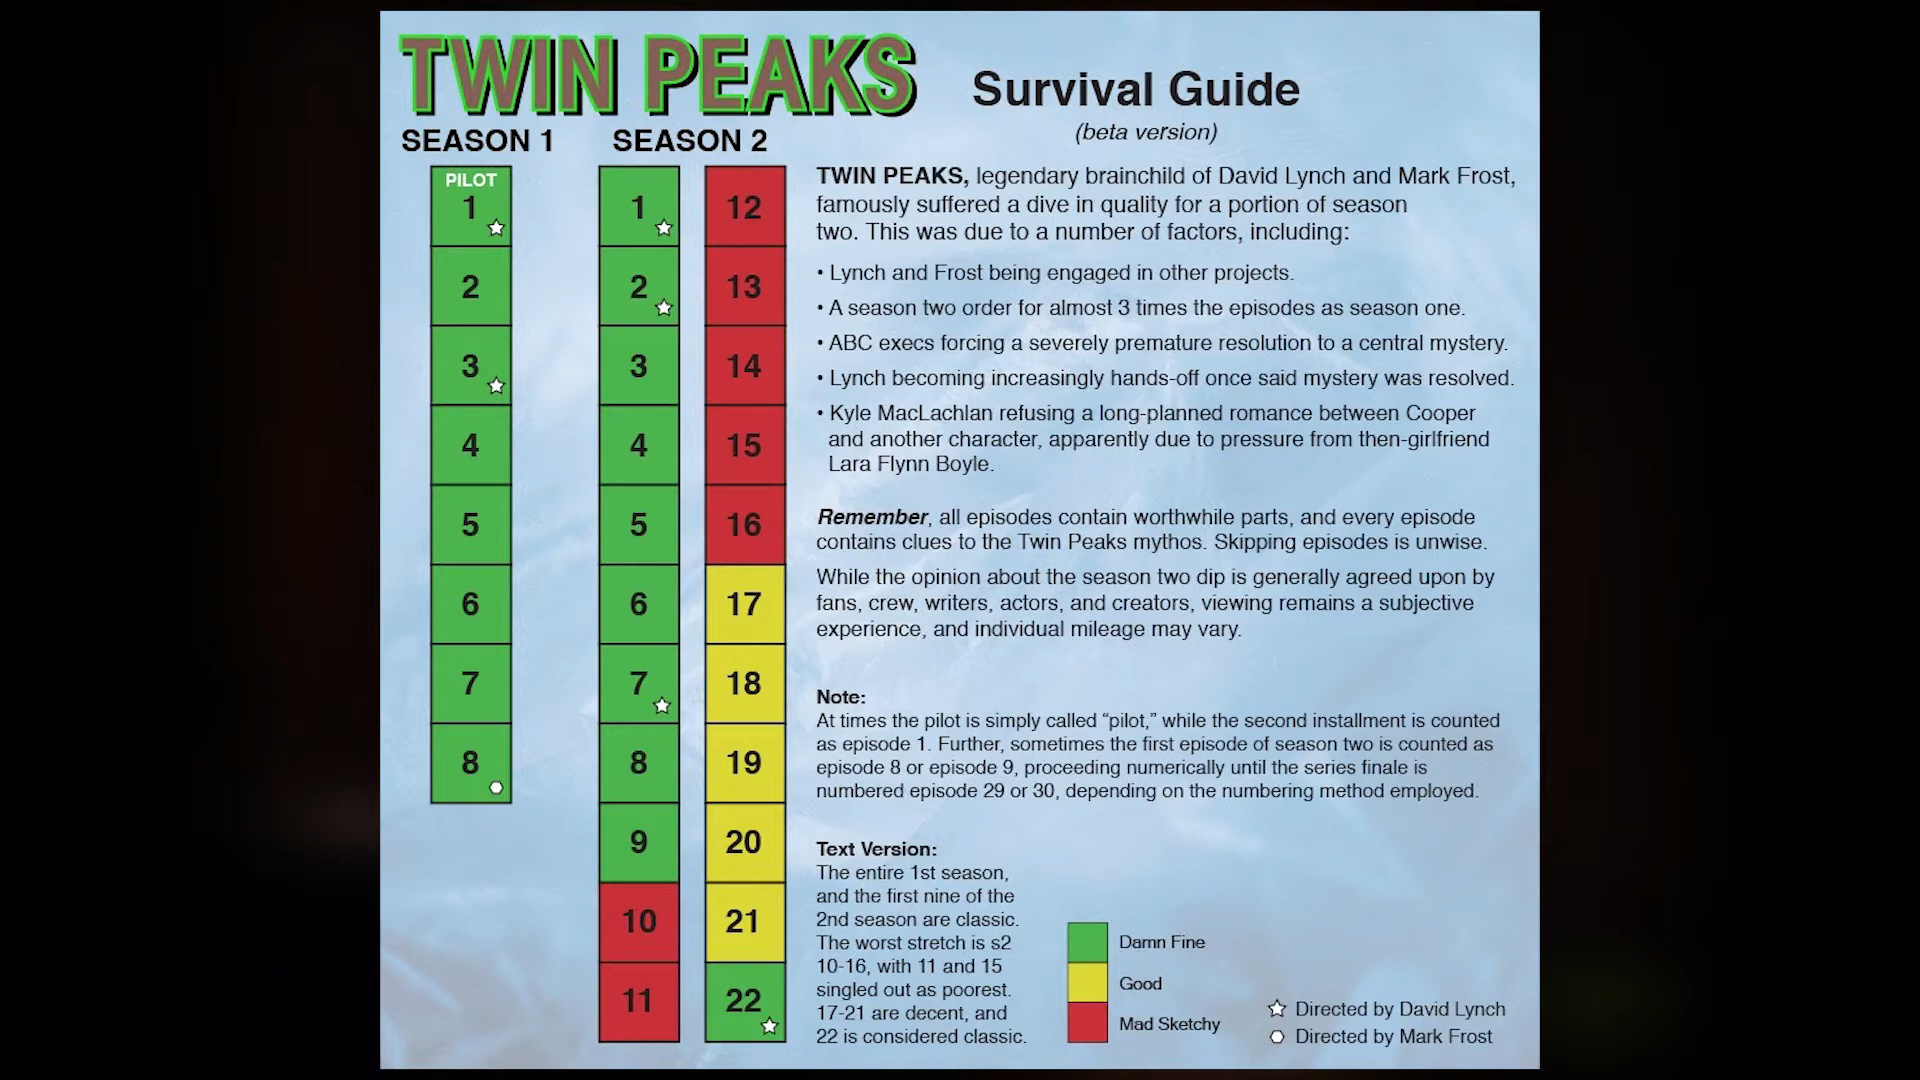 TWIN PEAKS
Survival Guide
(beta version)
SEASON 1
SEASON 2
PILOT
1
2
3
4
5
6
7
8
1
2
3
4
5
6
7
8
9
10
11
12
13
14
15
16
17
18
19
20
21
22
TWIN PEAKS, legendary brainchild of David Lynch and Mark Frost,
famously suffered a dive in quality for a portion of season
two. This was due to a number of factors, including:
• Lynch and Frost being engaged in other projects.
• A season two order for almost 3 times the episodes as season one.
• ABC execs forcing a severely premature resolution to a central mystery.
• Lynch becoming increasingly hands-off once said mystery was resolved.
• Kyle MacLachlan refusing a long-planned romance between Cooper
and another character, apparently due to pressure from then-girlfriend
Lara Flynn Boyle.
Remember, all episodes contain worthwhile parts, and every episode
contains clues to the Twin Peaks mythos. Skipping episodes is unwise.
While the opinion about the season two dip is generally agreed upon by
fans, crew, writers, actors, and creators, viewing remains a subjective
experience, and individual mileage may vary.
Note:
At times the pilot is simply called “pilot,” while the second installment is counted
as episode 1. Further, sometimes the first episode of season two is counted as
episode 8 or episode 9, proceeding numerically until the series finale is
numbered episode 29 or 30, depending on the numbering method employed.
Text Version:
The entire 1st season,
and the first nine of the
2nd season are classic.
The worst stretch is s2
10-16, with 11 and 15
singled out as poorest.
17-21 are decent, and
22 is considered classic.
Damn Fine
Good
Mad Sketchy
Directed by David Lynch
Directed by Mark Frost